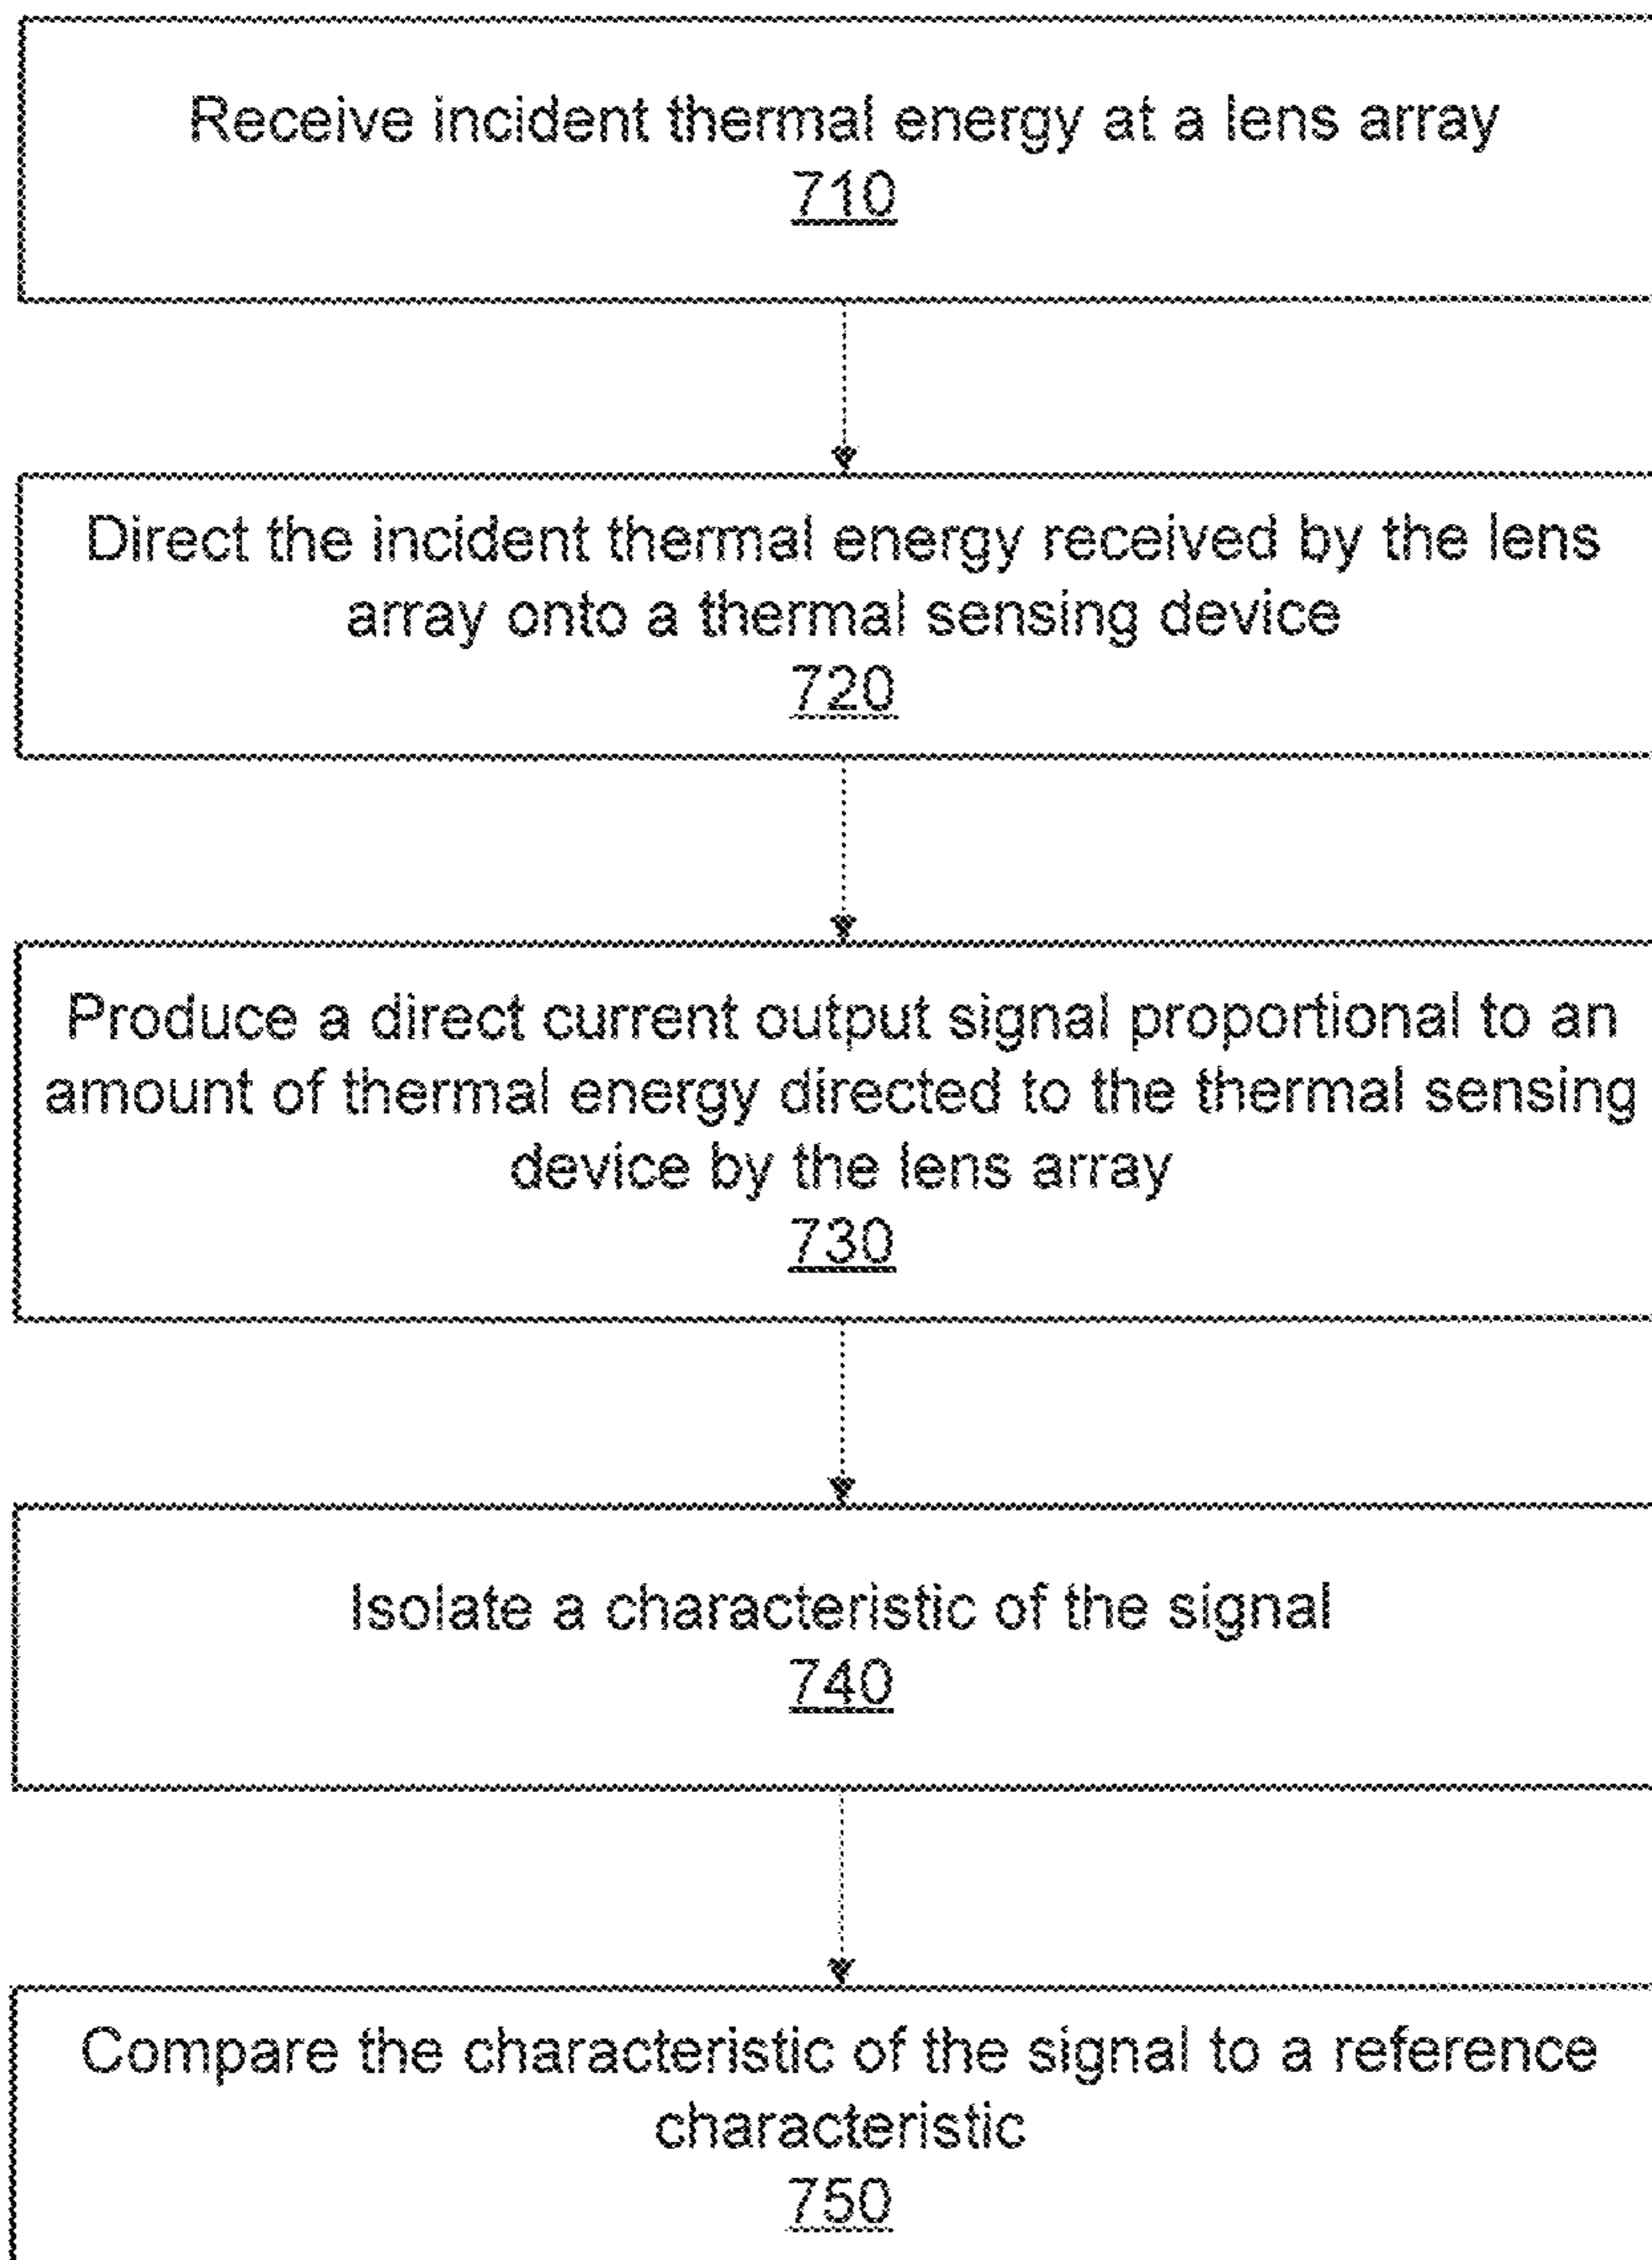 Receive incident thermal energy at a lens array
710
Direct the incident thermal energy received by the lens
array onto a thermal sensing device
720
Produce a direct current output signal proportional to an
amount of thermal energy directed to the thermal sensing
device by the lens array
730
Isolate a characteristic of the signal
740
Compare the characteristic of the signal to a reference
characteristic
750